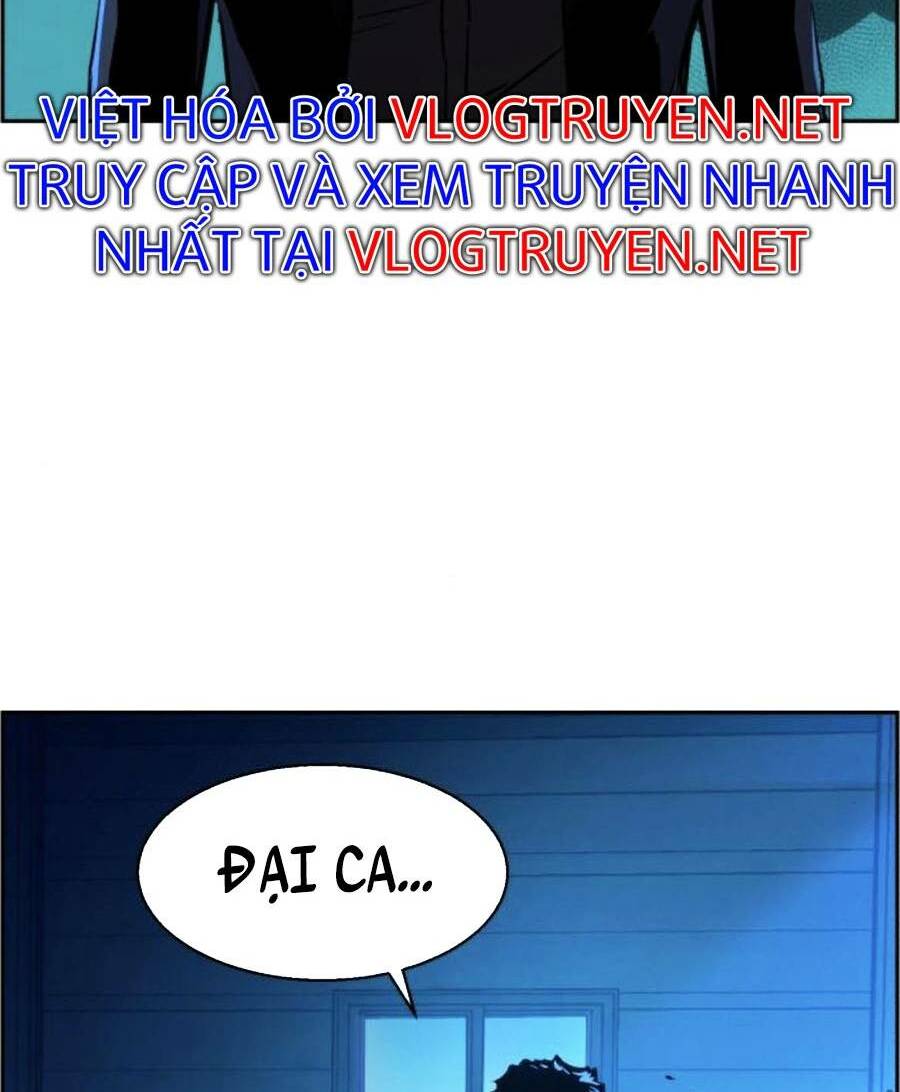 VIỆT HÓA BỞI VLOGTRUYEN.NET
TRUY CẬP VÀ XEM TRUYỆN NHANH
NHẤT TẠI VLOGTRUYEN.NET
ĐẠI CA...